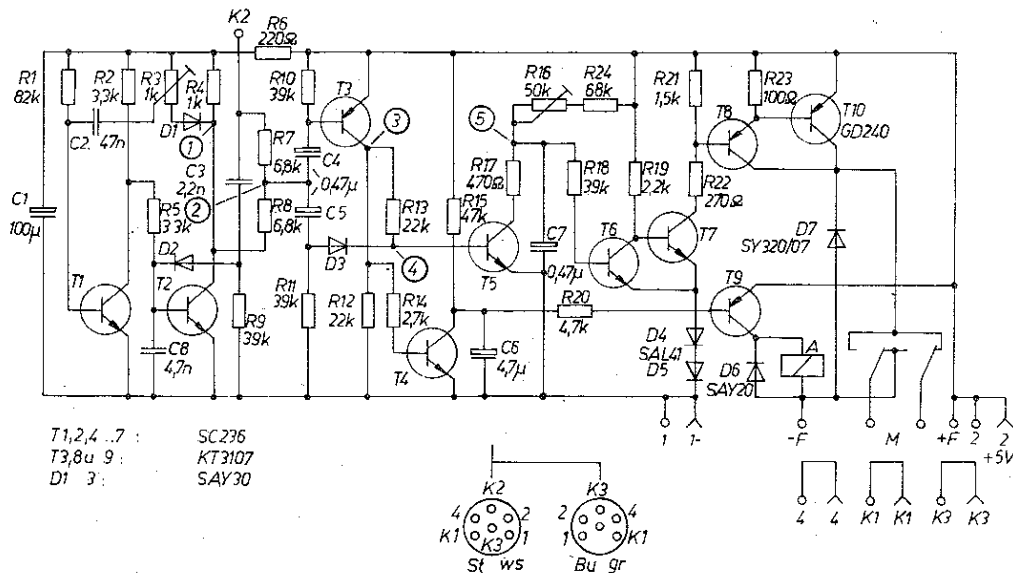 K2
R6
220Ω
R1
82k
R2
3,3k
R3
1k
R4
1k
R10
39k
T3
R16
50k
R24
68k
R21
1,5k
R23
100Ω
T8
T10
GD240
C2 47n
D1
1
R7
6,8k
3
5
C4
0,47µ
C3
2,2n
2
R8
6,8k
C5
R17
470Ω
R18
39k
R19
2,2k
R22
270Ω
C1
100µ
R5
33k
R13
22k
R15
47k
D7
SY320/07
D2
D3
4
T5
C7
0,47µ
T6
T7
T1
T2
R9
39k
R11
39k
R12
22k
R14
2,7k
R20
4,7k
T9
C8
4,7n
T4
C6
4,7µ
D4
SAL41
D5
D6
SAY20
A
1
1-
-F
M
+F
2
2
+5V
T1,2,4 ..7 : SC236
T3,8u 9 : KT3107
D1 3 : SAY30
4
4
K1
K1
K3
K3
K2
4
2
K1
K3
1
St ws
K3
2
4
1
K1
Bu gr